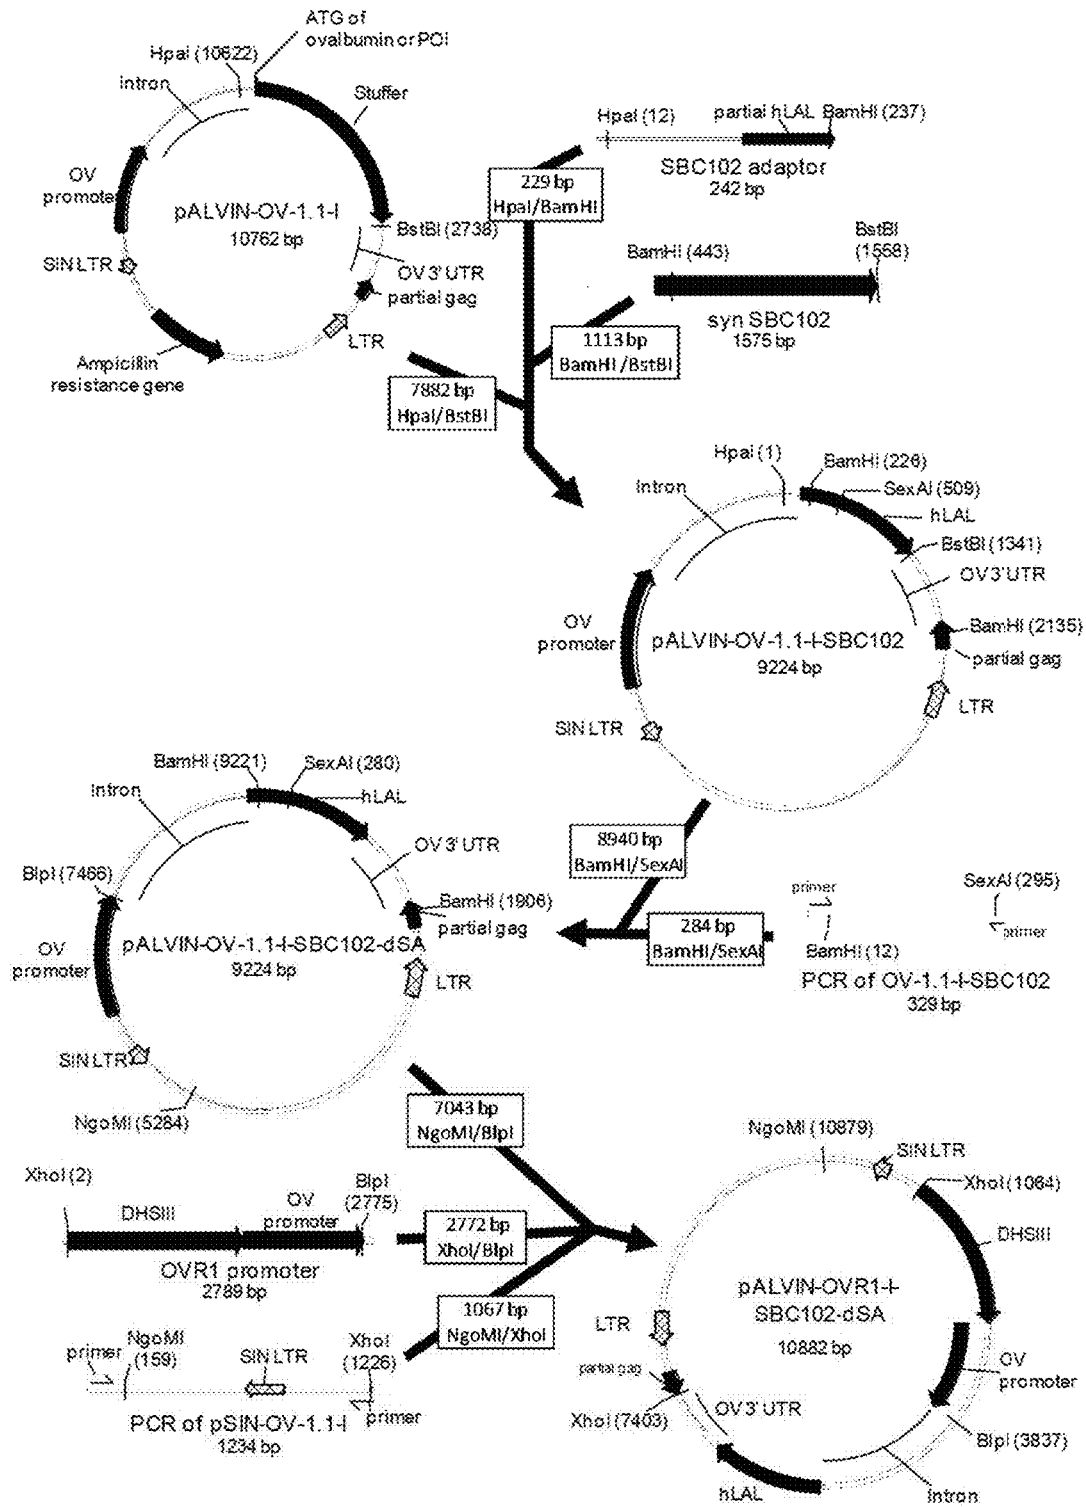 ATG of
ovalbumin or POI
HpaI (10622)
intron
Stuffer
OV
promoter
pALVIN-OV-1.1-I
10762 bp
BstBI (2738)
SIN LTR
OV 3' UTR
partial gag
LTR
Ampicillin
resistance gene
HpaI (12)
partial hLAL
BamHI (237)
SBC102 adaptor
242 bp
229 bp
HpaI/BamHI
BamHI (443)
BstBI
(1558)
syn SBC102
1575 bp
1113 bp
BamHI /BstBI
7882 bp
HpaI/BstBI
HpaI (1)
BamHI (226)
SexAI (509)
hLAL
Intron
BstBI (1341)
OV 3' UTR
OV
promoter
pALVIN-OV-1.1-I-SBC102
9224 bp
BamHI (2135)
partial gag
LTR
SIN LTR
BamHI (9221)
SexAI (280)
hLAL
Intron
OV 3' UTR
BlpI (7466)
BamHI (1906)
partial gag
OV
promoter
pALVIN-OV-1.1-I-SBC102-dSA
9224 bp
LTR
SIN LTR
NgoMI (5284)
8940 bp
BamHI/SexAI
284 bp
BamHI/SexAI
primer
SexAI (295)
primer
BamHI (12)
PCR of OV-1.1-I-SBC102
329 bp
7043 bp
NgoMI/BlpI
XhoI (2)
DHSIII
OV
promoter
BlpI
(2775)
OVR1 promoter
2789 bp
2772 bp
XhoI/BlpI
1067 bp
NgoMI/XhoI
primer
NgoMI
(159)
SIN LTR
XhoI
(1226)
primer
PCR of pSIN-OV-1.1-I
1234 bp
NgoMI (10879)
SIN LTR
XhoI (1064)
DHSIII
pALVIN-OVR1-I-
SBC102-dSA
10882 bp
LTR
partial gag
OV
promoter
XhoI (7403)
OV 3' UTR
BlpI (3837)
hLAL
Intron